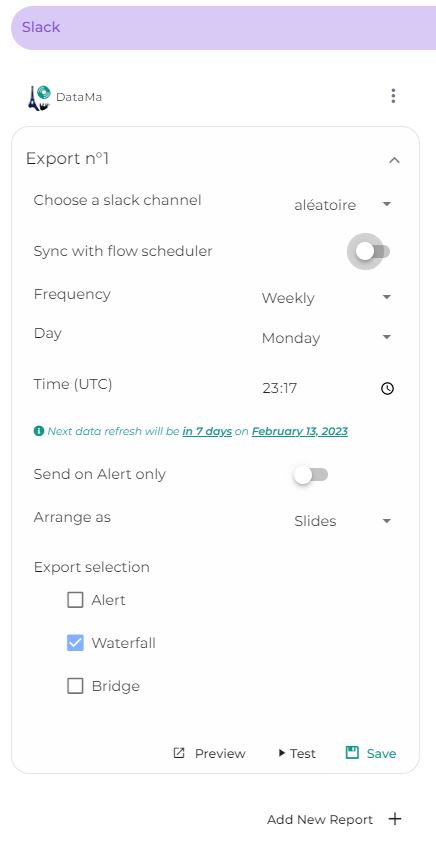 Slack
DataMa
Export n°1
Choose a slack channel aléatoire
Sync with flow scheduler
Frequency Weekly
Day Monday
Time (UTC) 23:17
Next data refresh will be in 7 days on February 13, 2023
Send on Alert only
Arrange as Slides
Export selection
Alert
Waterfall
Bridge
Preview Test Save
Add New Report